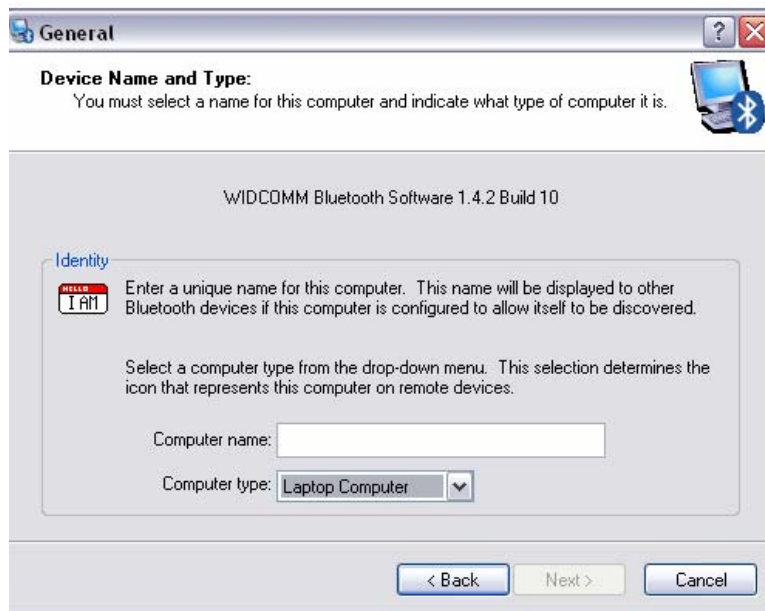 General
Device Name and Type:
You must select a name for this computer and indicate what type of computer it is.
WIDCOMM Bluetooth Software 1.4.2 Build 10
Identity
HELLO
I AM
Enter a unique name for this computer. This name will be displayed to other
Bluetooth devices if this computer is configured to allow itself to be discovered.
Select a computer type from the drop-down menu. This selection determines the
icon that represents this computer on remote devices.
Computer name:
Computer type: Laptop Computer
< Back Next > Cancel